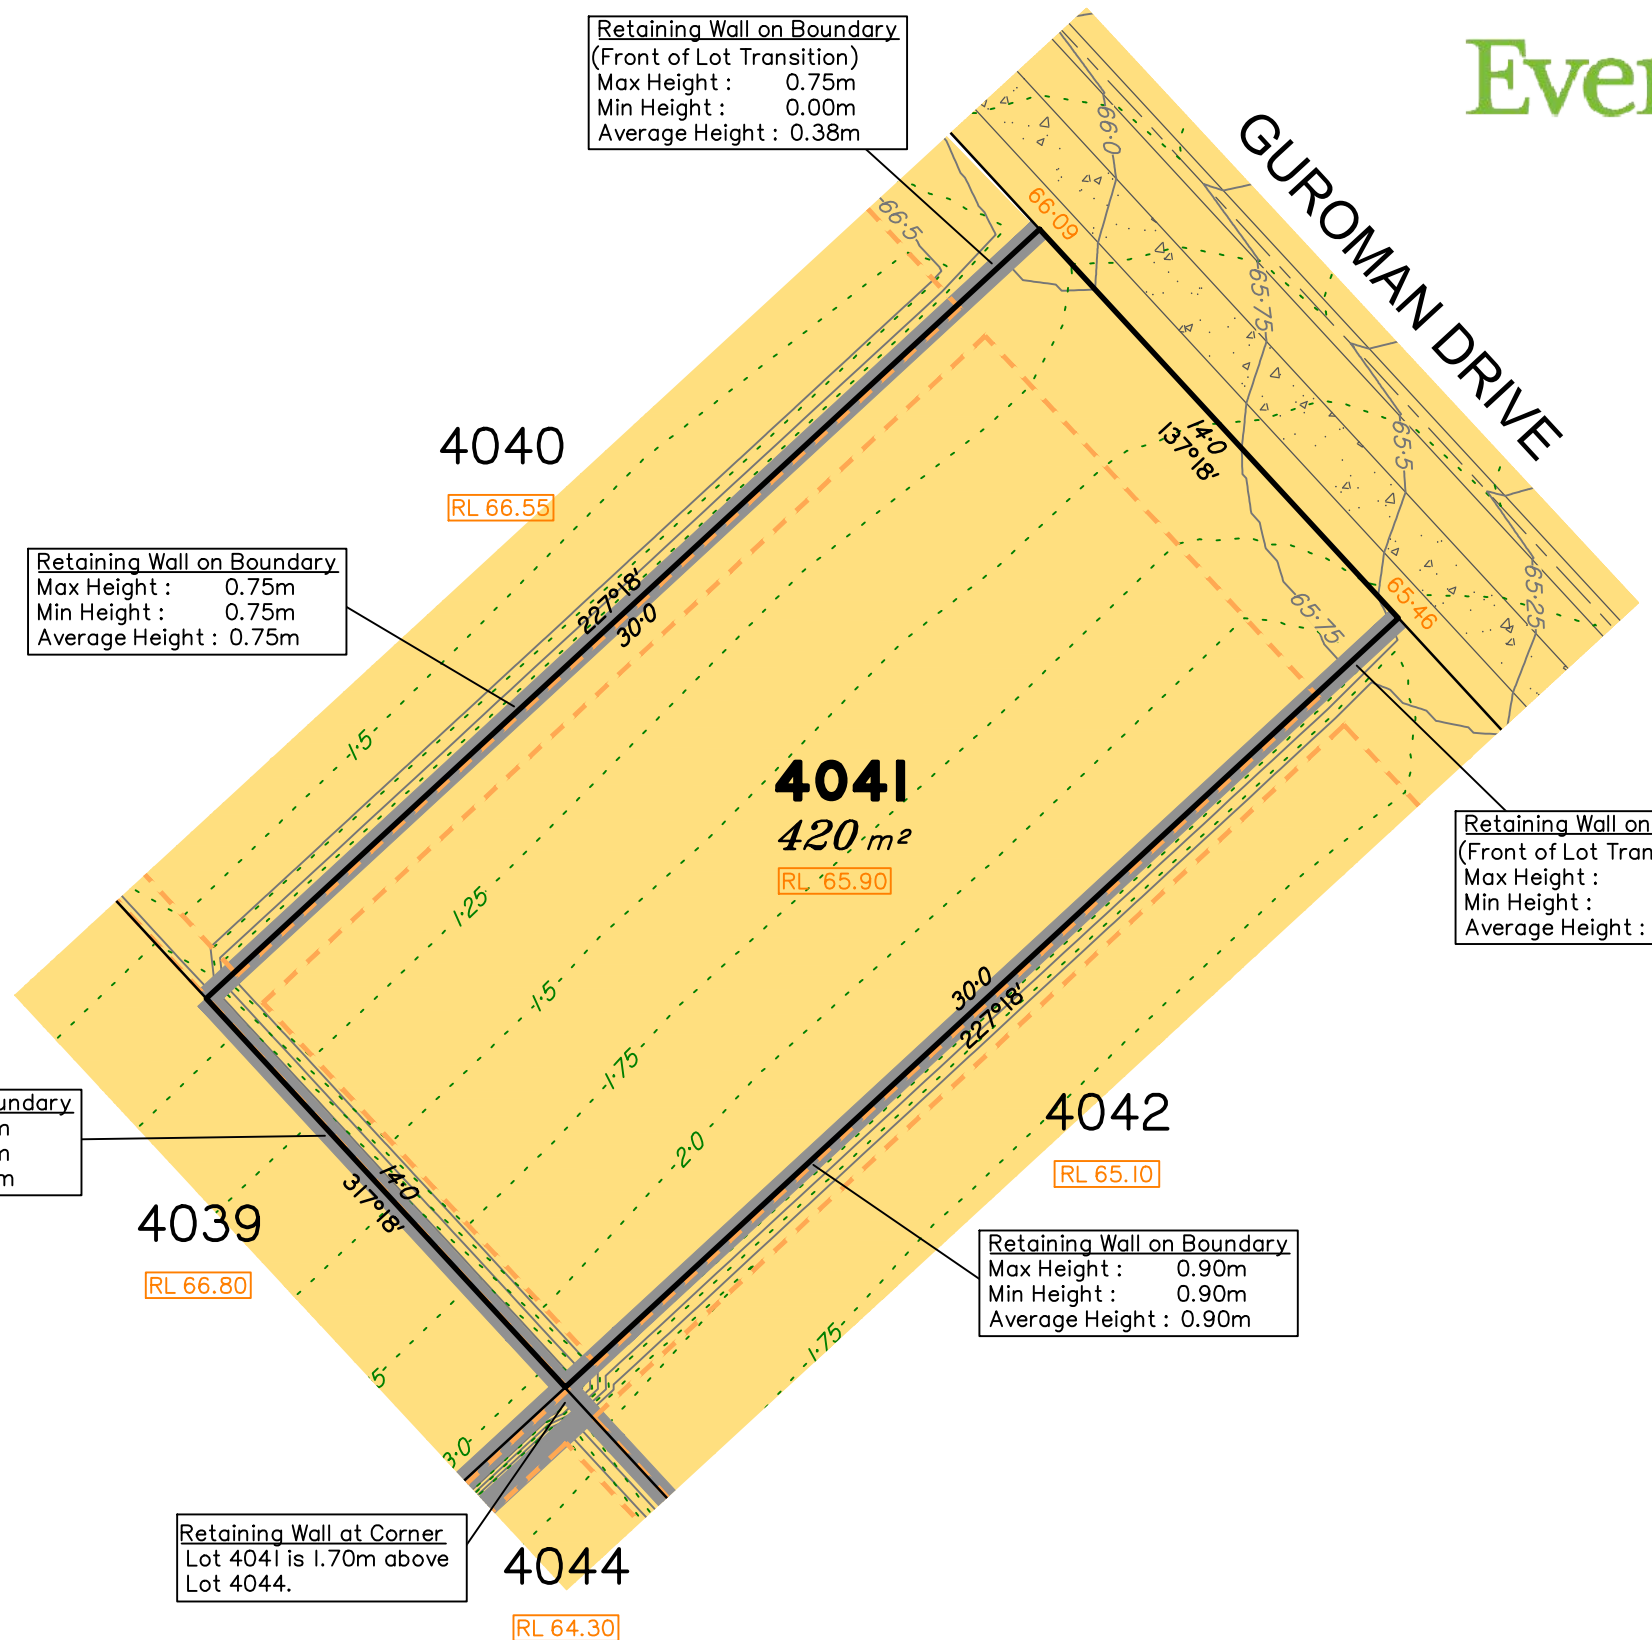 Retaining Wall on Boundary
(Front of Lot Transition)
Max Height : 0.75m
Min Height : 0.00m
Average Height : 0.38m
GUROMAN DRIVE
66·0
66·09
66·5
65·75
65·5
65·25
65·46
65·75
14·0
137°18'
4040
RL 66.55
Retaining Wall on Boundary
Max Height : 0.75m
Min Height : 0.75m
Average Height : 0.75m
227°18'
30·0
-1·5-
4041
420 m²
RL 65.90
1·25
-1·5
-1·75
-2·0
Retaining Wall on
(Front of Lot Tran
Max Height :
Min Height :
Average Height :
30·0
227°18'
4042
RL 65.10
Retaining Wall on Boundary
Max Height : 0.90m
Min Height : 0.90m
Average Height : 0.90m
-1·75-
undary
m
m
m
14·0
317°18'
4039
RL 66.80
5-
3·0-
Retaining Wall at Corner
Lot 4041 is 1.70m above
Lot 4044.
4044
RL 64.30